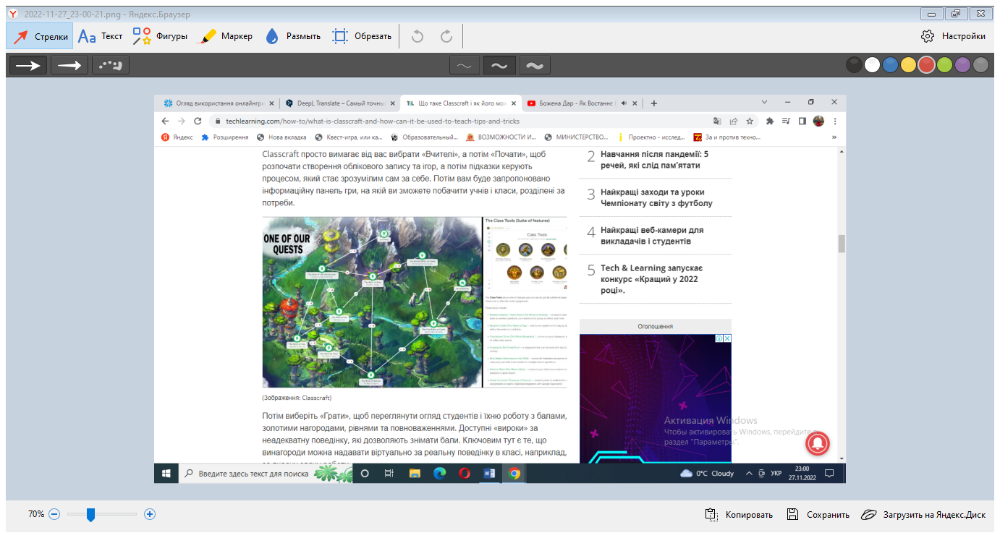 2022-11-27_23-00-21.png - Яндекс.Браузер
Стрелки
Текст
Фигуры
Маркер
Размыть
Обрезать
Настройки
Огляд використання онлайнгри
DeepL Translate – Самый точный
Що таке Classcraft і як його мож
Божена Дар - Як Востаннє
techlearning.com/how-to/what-is-classcraft-and-how-can-it-be-used-to-teach-tips-and-tricks
Яндекс
Розширення
Нова вкладка
Квест-игра, или ка...
Образовательный...
ВОЗМОЖНОСТИ И...
МИНИСТЕРСТВО...
Проектно - исслед...
За и против техно...
Classcraft просто вимагає від вас вибрати «Вчителі», а потім «Почати», щоб
розпочати створення облікового запису та ігор, а потім підказки керують
процесом, який стає зрозумілим сам за себе. Потім вам буде запропоновано
інформаційну панель гри, на якій ви зможете побачити учнів і класи, розділені за
потреби.
ONE OF OUR
QUESTS
The Class Tools (Suite of features)
Class Tools
(Зображення: Classcraft)
Потім виберіть «Грати», щоб переглянути огляд студентів і їхню роботу з балами,
золотими нагородами, рівнями та повноваженнями. Доступні «вироки» за
неадекватну поведінку, які дозволяють знімати бали. Ключовим тут є те, що
винагороди можна надавати віртуально за реальну поведінку в класі, наприклад,
2 Навчання після пандемії: 5
речей, які слід пам’ятати
3 Найкращі заходи та уроки
Чемпіонату світу з футболу
4 Найкращі веб-камери для
викладачів і студентів
5 Tech & Learning запускає
конкурс «Кращий у 2022
році».
Оголошення
Активация Windows
Чтобы активировать Windows, перейдите в
раздел "Параметры".
Введите здесь текст для поиска
0°C Cloudy
УКР
23:00
27.11.2022
70%
Копировать
Сохранить
Загрузить на Яндекс.Диск